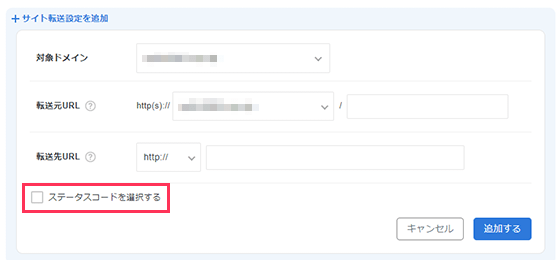 + サイト転送設定を追加
対象ドメイン
転送元URL ? http(s):// /
転送先URL ? http://
ステータスコードを選択する
キャンセル 追加する